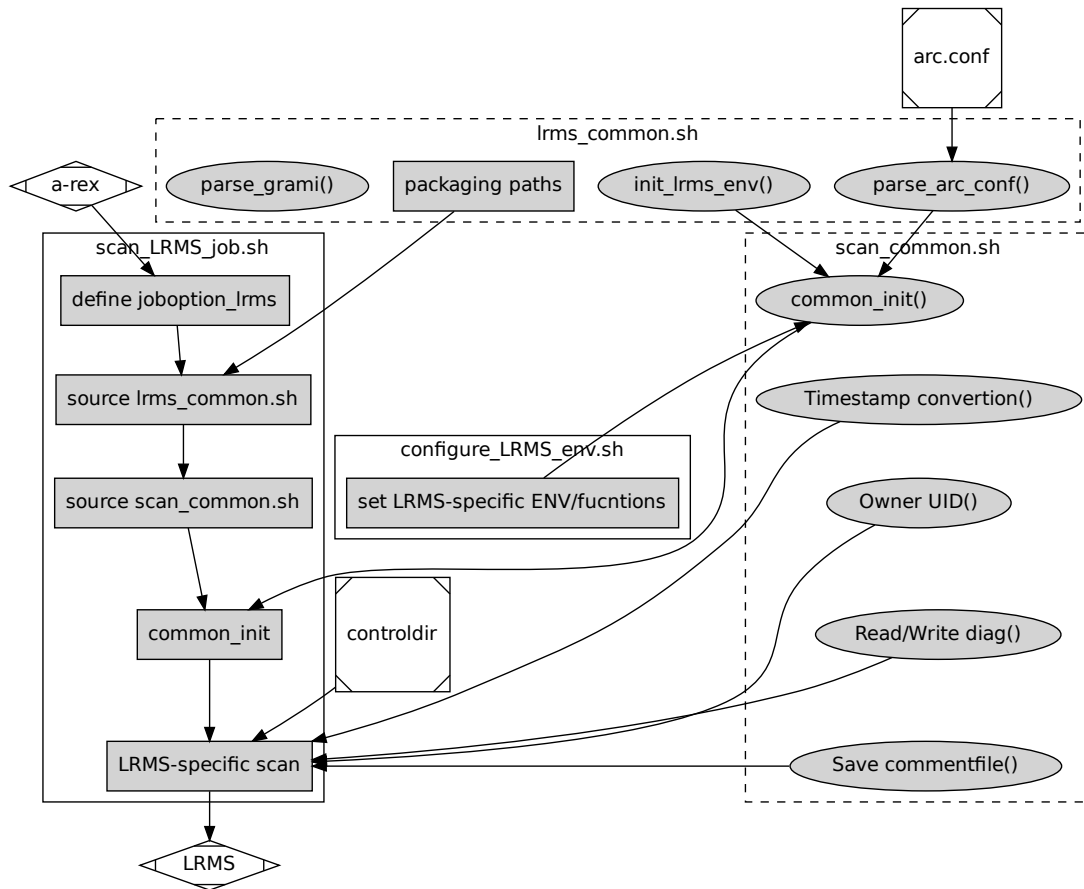 arc.conf
lrms_common.sh
a-rex
parse_grami()
packaging paths
init_lrms_env()
parse_arc_conf()
scan_LRMS_job.sh
scan_common.sh
define joboption_lrms
common_init()
source lrms_common.sh
Timestamp convertion()
configure_LRMS_env.sh
source scan_common.sh
set LRMS-specific ENV/fucntions
Owner UID()
common_init
controldir
Read/Write diag()
LRMS-specific scan
Save commentfile()
LRMS